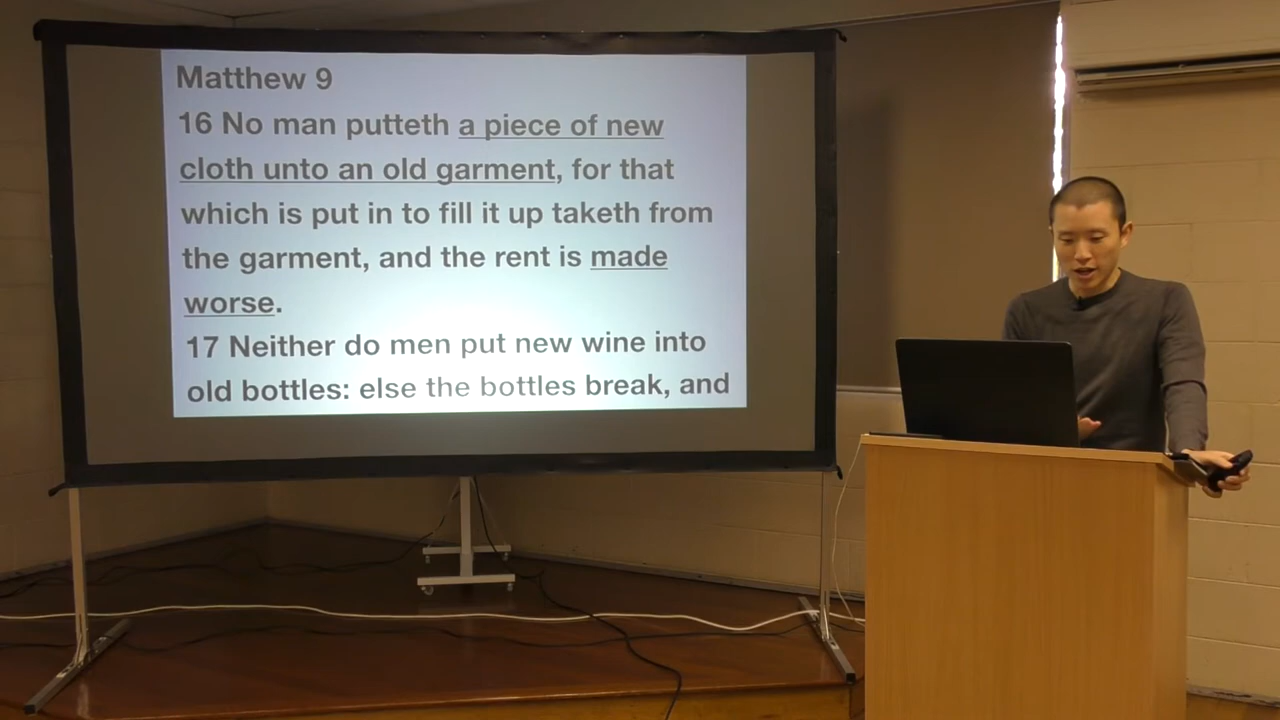 Matthew 9
16 No man putteth a piece of new
cloth unto an old garment, for that
which is put in to fill it up taketh from
the garment, and the rent is made
worse.
17 Neither do men put new wine into
old bottles: else the bottles break, and